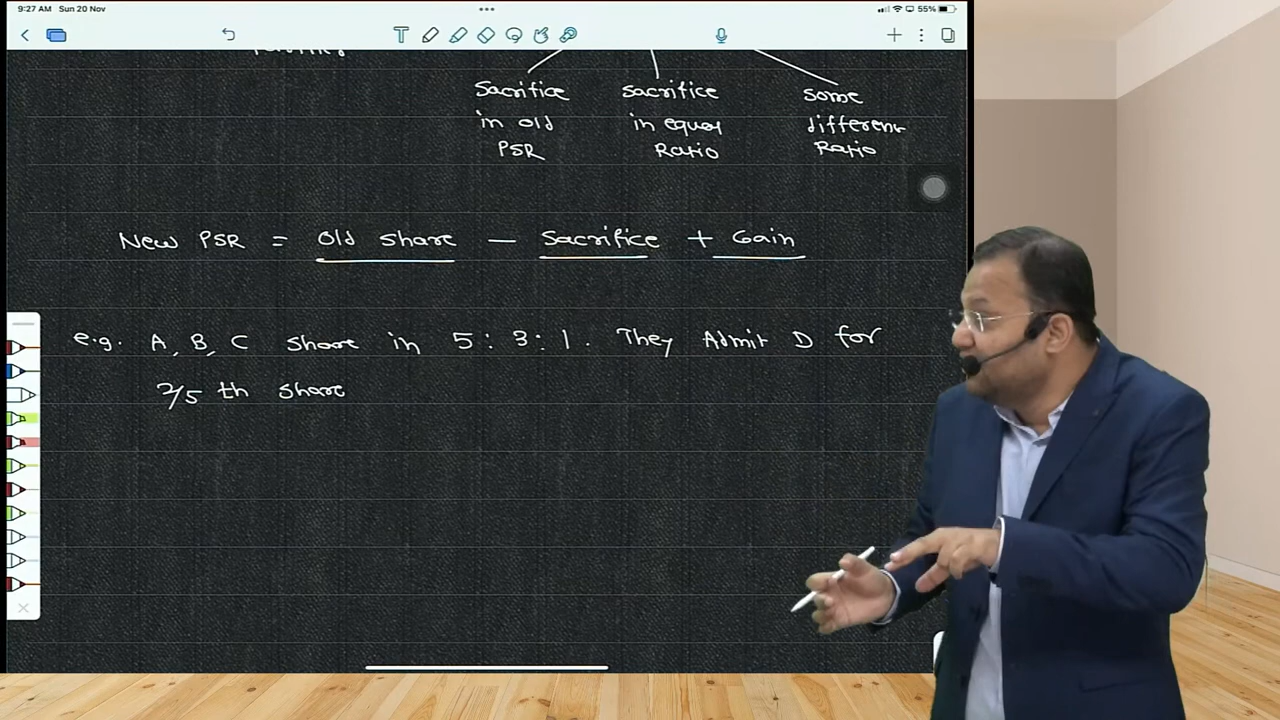 9:27 AM Sun 20 Nov
55%
Sacrifice
in old
PSR
sacrifice
in equal
Ratio
some
different
Ratio
New PSR = Old share - Sacrifice + Gain
e.g. A, B, C share in 5 : 3 : 1. They Admit D for
2/5 th share